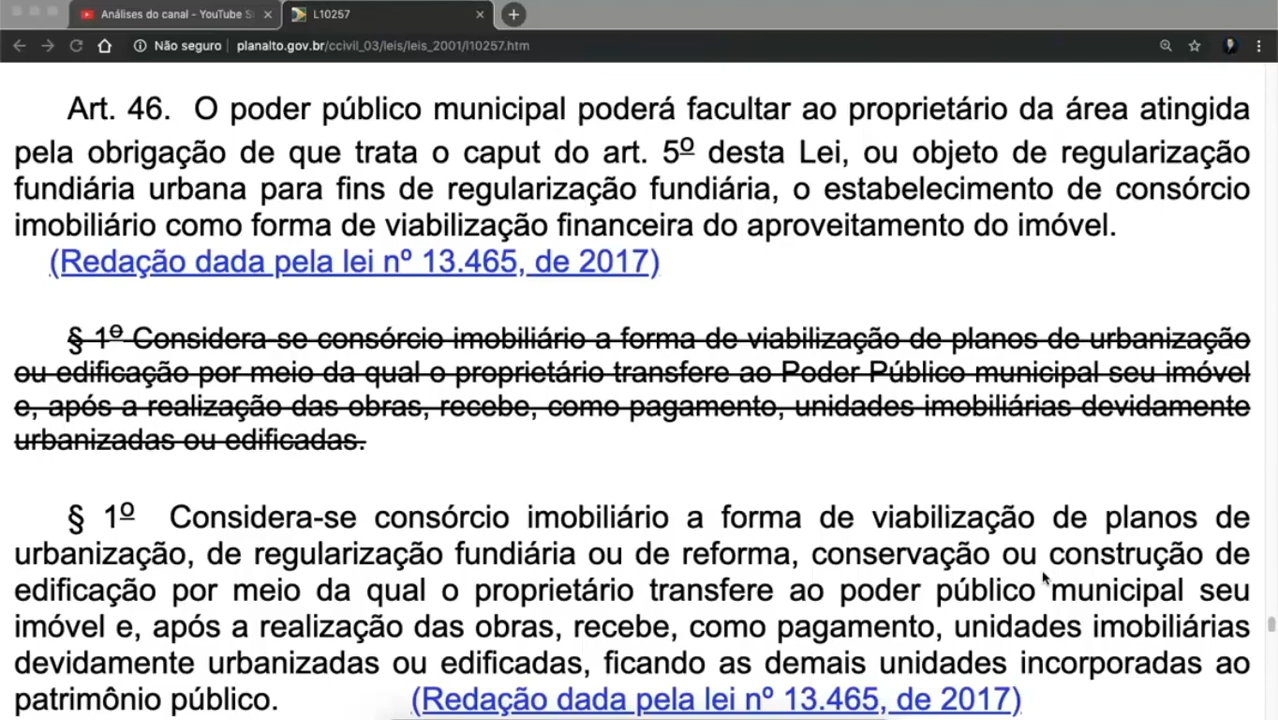 Análises do canal - YouTube S
L10257
Não seguro
planalto.gov.br/ccivil_03/leis/leis_2001/l10257.htm
Art. 46. O poder público municipal poderá facultar ao proprietário da área atingida
pela obrigação de que trata o caput do art. 5º desta Lei, ou objeto de regularização
fundiária urbana para fins de regularização fundiária, o estabelecimento de consórcio
imobiliário como forma de viabilização financeira do aproveitamento do imóvel.
(Redação dada pela lei nº 13.465, de 2017)
§ 1º Considera se consórcio imobiliário a forma de viabilização de planos de urbanização
ou edificação por meio da qual o proprietário transfere ao Poder Público municipal seu imóvel
e, após a realização das obras, recebe, como pagamento, unidades imobiliárias devidamente
urbanizadas ou edificadas.
§ 1º Considera-se consórcio imobiliário a forma de viabilização de planos de
urbanização, de regularização fundiária ou de reforma, conservação ou construção de
edificação por meio da qual o proprietário transfere ao poder público municipal seu
imóvel e, após a realização das obras, recebe, como pagamento, unidades imobiliárias
devidamente urbanizadas ou edificadas, ficando as demais unidades incorporadas ao
patrimônio público. (Redação dada pela lei nº 13.465, de 2017)